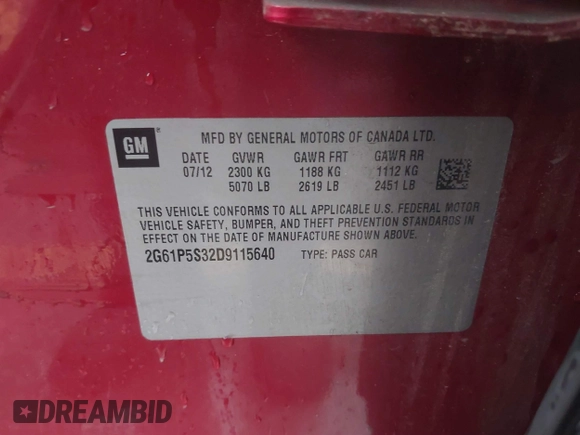 GM
MFD BY GENERAL MOTORS OF CANADA LTD.
DATE GVWR GAWR FRT GAWR RR
07/12 2300 KG 1188 KG 1112 KG
5070 LB 2619 LB 2451 LB
THIS VEHICLE CONFORMS TO ALL APPLICABLE U.S. FEDERAL MOTOR
VEHICLE SAFETY, BUMPER, AND THEFT PREVENTION STANDARDS IN
EFFECT ON THE DATE OF MANUFACTURE SHOWN ABOVE.
2G61P5S32D9115640 TYPE: PASS CAR
DREAMBID